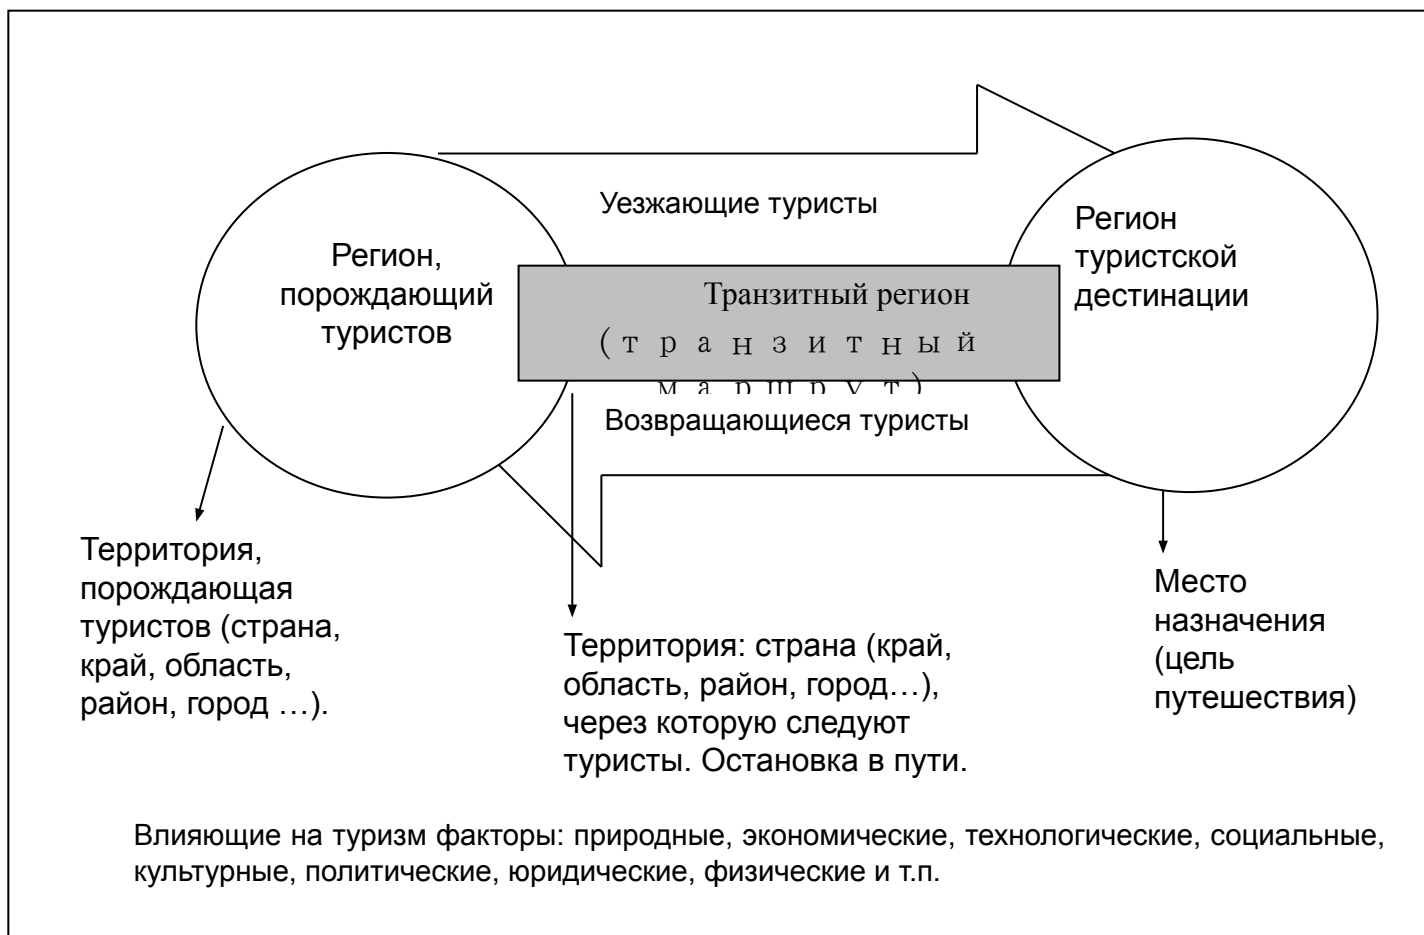 Уезжающие туристы
Регион,
порождающий
туристов
Транзитный регион
(транзитный
маршрут)
Регион
туристской
дестинации
Возвращающиеся туристы
Территория,
порождающая
туристов (страна,
край, область,
район, город …).
Территория: страна (край,
область, район, город…),
через которую следуют
туристы. Остановка в пути.
Место
назначения
(цель
путешествия)
Влияющие на туризм факторы: природные, экономические, технологические, социальные,
культурные, политические, юридические, физические и т.п.